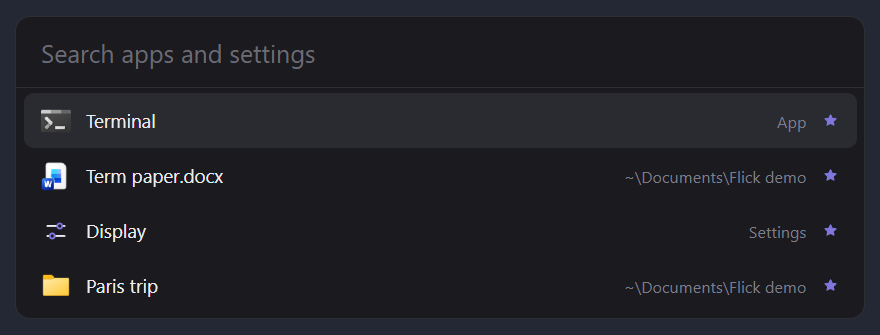 Search apps and settings
Terminal App
Term paper.docx ~\Documents\Flick demo
Display Settings
Paris trip ~\Documents\Flick demo